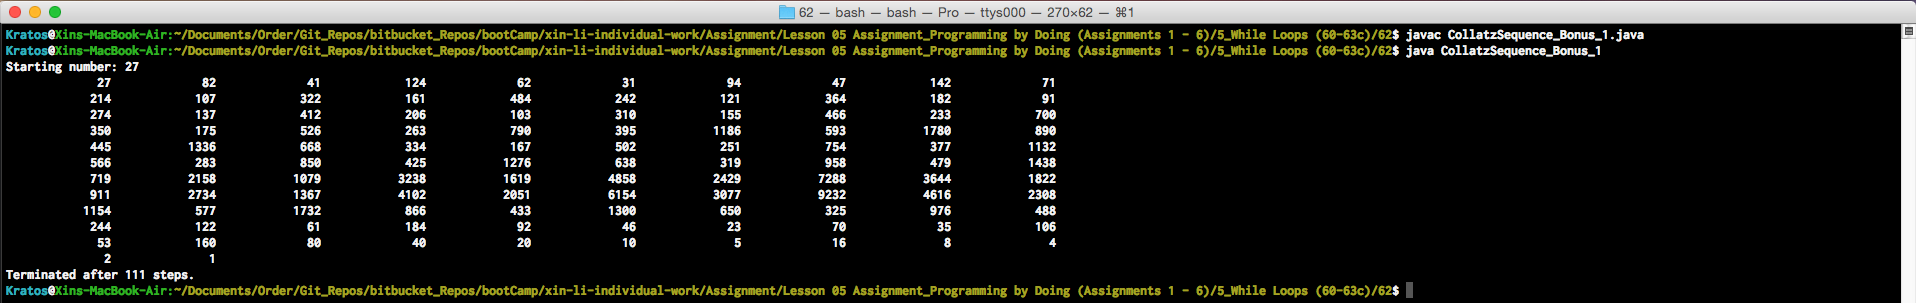 62 — bash — bash — Pro — ttys000 — 270×62 — ⌘1
Kratos@Xins-MacBook-Air:~/Documents/Order/Git_Repos/bitbucket_Repos/bootCamp/xin-li-individual-work/Assignment/Lesson 05 Assignment_Programming by Doing (Assignments 1 - 6)/5_While Loops (60-63c)/62$ javac CollatzSequence_Bonus_1.java
Kratos@Xins-MacBook-Air:~/Documents/Order/Git_Repos/bitbucket_Repos/bootCamp/xin-li-individual-work/Assignment/Lesson 05 Assignment_Programming by Doing (Assignments 1 - 6)/5_While Loops (60-63c)/62$ java CollatzSequence_Bonus_1
Starting number: 27
27 82 41 124 62 31 94 47 142 71
214 107 322 161 484 242 121 364 182 91
274 137 412 206 103 310 155 466 233 700
350 175 526 263 790 395 1186 593 1780 890
445 1336 668 334 167 502 251 754 377 1132
566 283 850 425 1276 638 319 958 479 1438
719 2158 1079 3238 1619 4858 2429 7288 3644 1822
911 2734 1367 4102 2051 6154 3077 9232 4616 2308
1154 577 1732 866 433 1300 650 325 976 488
244 122 61 184 92 46 23 70 35 106
53 160 80 40 20 10 5 16 8 4
2 1
Terminated after 111 steps.
Kratos@Xins-MacBook-Air:~/Documents/Order/Git_Repos/bitbucket_Repos/bootCamp/xin-li-individual-work/Assignment/Lesson 05 Assignment_Programming by Doing (Assignments 1 - 6)/5_While Loops (60-63c)/62$